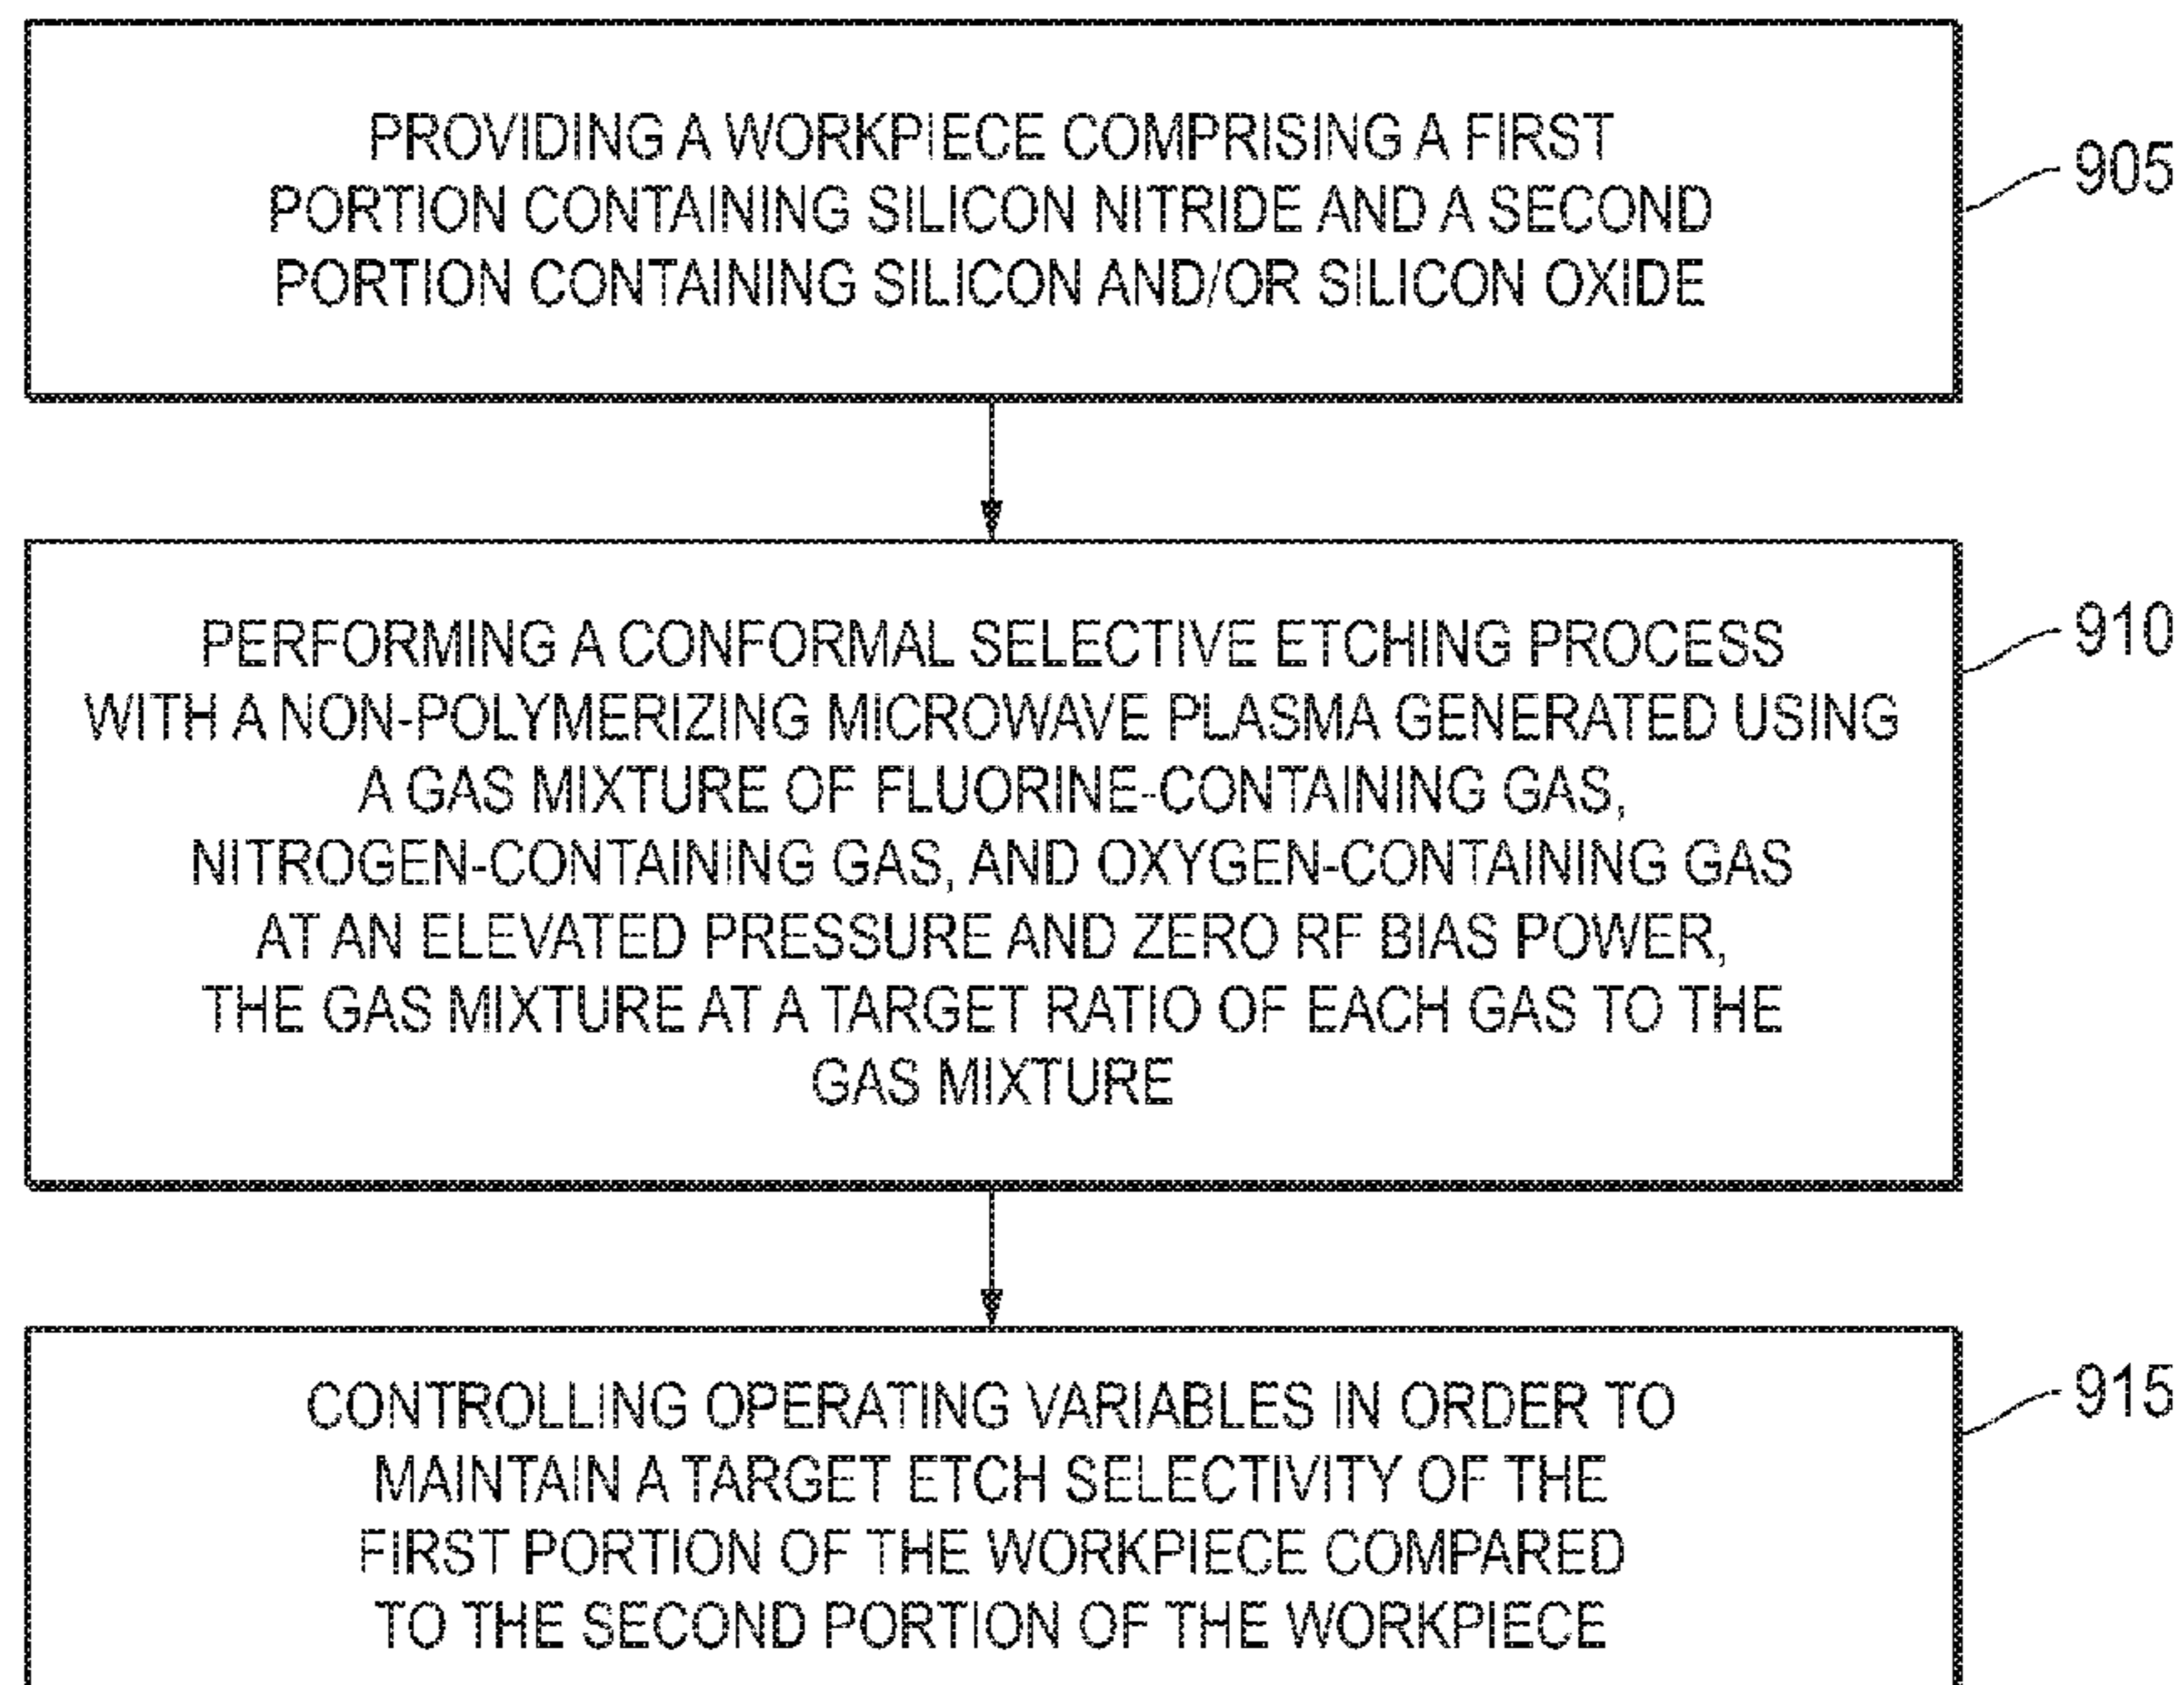 PROVIDING A WORKPIECE COMPRISING A FIRST
PORTION CONTAINING SILICON NITRIDE AND A SECOND
PORTION CONTAINING SILICON AND/OR SILICON OXIDE
905
PERFORMING A CONFORMAL SELECTIVE ETCHING PROCESS
WITH A NON-POLYMERIZING MICROWAVE PLASMA GENERATED USING
A GAS MIXTURE OF FLUORINE-CONTAINING GAS,
NITROGEN-CONTAINING GAS, AND OXYGEN-CONTAINING GAS
AT AN ELEVATED PRESSURE AND ZERO RF BIAS POWER,
THE GAS MIXTURE AT A TARGET RATIO OF EACH GAS TO THE
GAS MIXTURE
910
CONTROLLING OPERATING VARIABLES IN ORDER TO
MAINTAIN A TARGET ETCH SELECTIVITY OF THE
FIRST PORTION OF THE WORKPIECE COMPARED
TO THE SECOND PORTION OF THE WORKPIECE
915